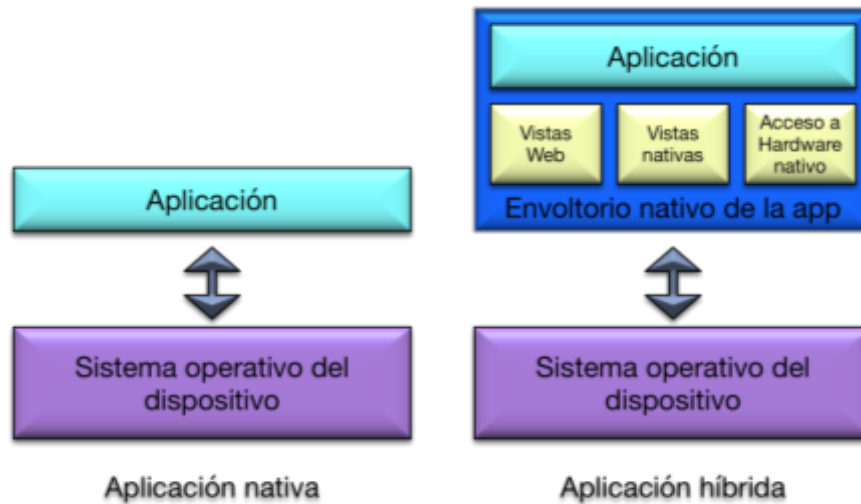 Aplicación
Sistema operativo del
dispositivo
Aplicación nativa
Aplicación
Vistas
Web
Vistas
nativas
Acceso a
Hardware
nativo
Envoltorio nativo de la app
Sistema operativo del
dispositivo
Aplicación híbrida